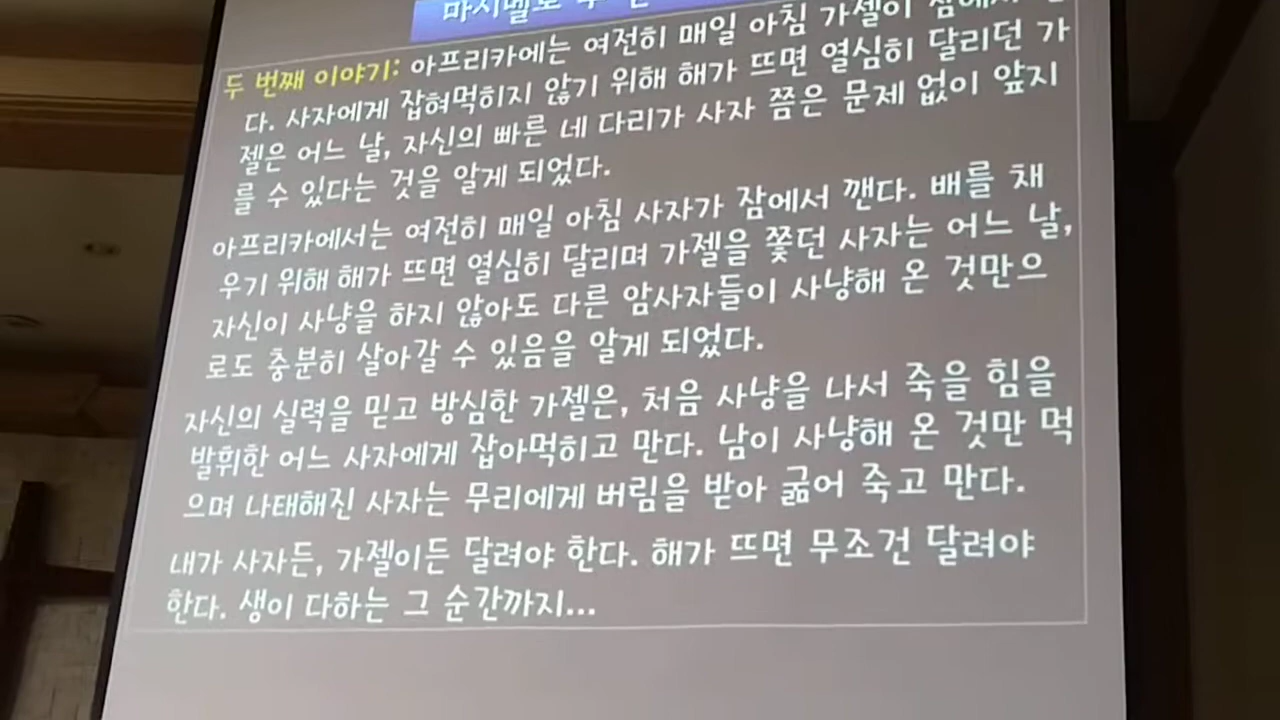 마시멜로
두 번째 이야기: 아프리카에는 여전히 매일 아침 가젤이 잠에서
다. 사자에게 잡혀먹히지 않기 위해 해가 뜨면 열심히 달리던 가
젤은 어느 날, 자신의 빠른 네 다리가 사자 쯤은 문제 없이 앞지
를 수 있다는 것을 알게 되었다.
아프리카에서는 여전히 매일 아침 사자가 잠에서 깬다. 배를 채
우기 위해 해가 뜨면 열심히 달리며 가젤을 쫓던 사자는 어느 날,
자신이 사냥을 하지 않아도 다른 암사자들이 사냥해 온 것만으
로도 충분히 살아갈 수 있음을 알게 되었다.
자신의 실력을 믿고 방심한 가젤은, 처음 사냥을 나서 죽을 힘을
발휘한 어느 사자에게 잡아먹히고 만다. 남이 사냥해 온 것만 먹
으며 나태해진 사자는 무리에게 버림을 받아 굶어 죽고 만다.
내가 사자든, 가젤이든 달려야 한다. 해가 뜨면 무조건 달려야
한다. 생이 다하는 그 순간까지...